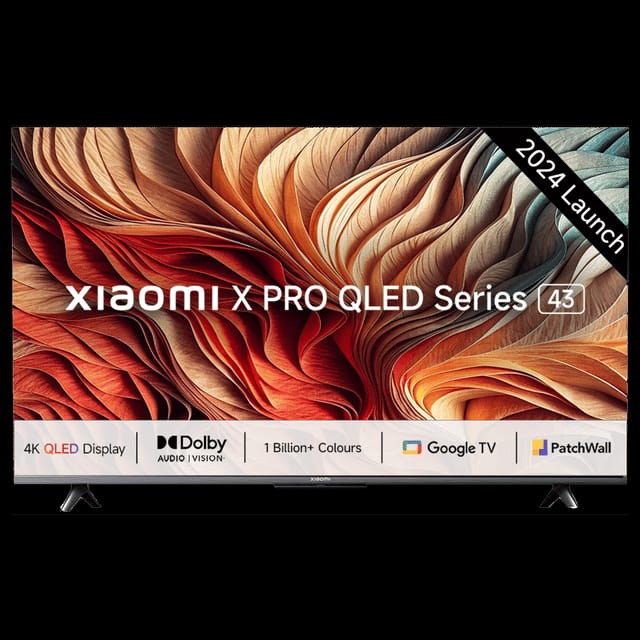 2024 Launch
xiaomi X PRO QLED Series 43
4K QLED Display
Dolby
AUDIO | VISION
1 Billion+ Colours
Google TV
PatchWall
xiaomi